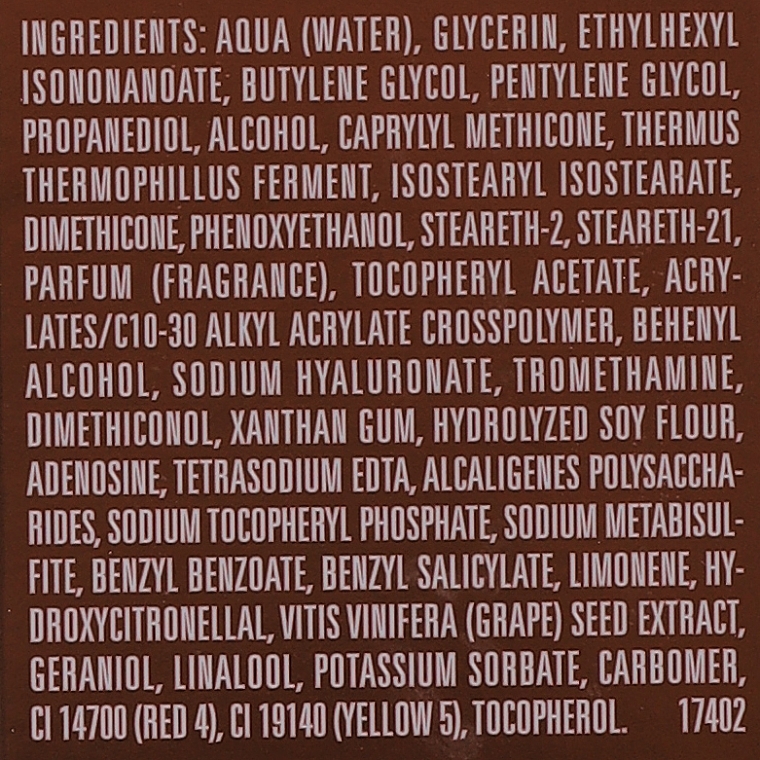 INGREDIENTS: AQUA (WATER), GLYCERIN, ETHYLHEXYL
ISONONANOATE, BUTYLENE GLYCOL, PENTYLENE GLYCOL,
PROPANEDIOL, ALCOHOL, CAPRYLYL METHICONE, THERMUS
THERMOPHILLUS FERMENT, ISOSTEARYL ISOSTEARATE,
DIMETHICONE, PHENOXYETHANOL, STEARETH-2, STEARETH-21,
PARFUM (FRAGRANCE), TOCOPHERYL ACETATE, ACRY-
LATES/C10-30 ALKYL ACRYLATE CROSSPOLYMER, BEHENYL
ALCOHOL, SODIUM HYALURONATE, TROMETHAMINE,
DIMETHICONOL, XANTHAN GUM, HYDROLYZED SOY FLOUR,
ADENOSINE, TETRASODIUM EDTA, ALCALIGENES POLYSACCHA-
RIDES, SODIUM TOCOPHERYL PHOSPHATE, SODIUM METABISUL-
FITE, BENZYL BENZOATE, BENZYL SALICYLATE, LIMONENE, HY-
DROXYCITRONELLAL, VITIS VINIFERA (GRAPE) SEED EXTRACT,
GERANIOL, LINALOOL, POTASSIUM SORBATE, CARBOMER,
CI 14700 (RED 4), CI 19140 (YELLOW 5), TOCOPHEROL. 17402